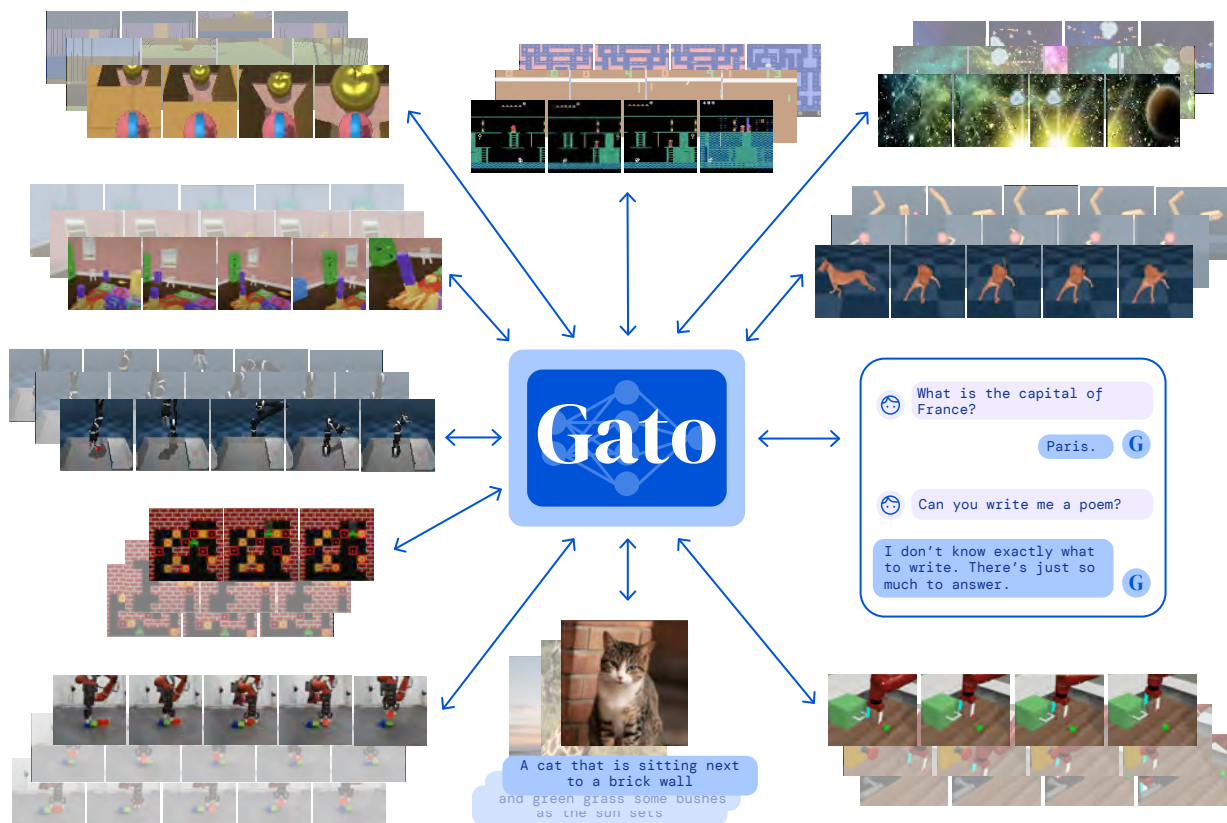 Gato
What is the capital of
France?
Paris.
G
Can you write me a poem?
I don't know exactly what
to write. There's just so
much to answer.
G
A cat that is sitting next
to a brick wall
and green grass some bushes
as the sun sets